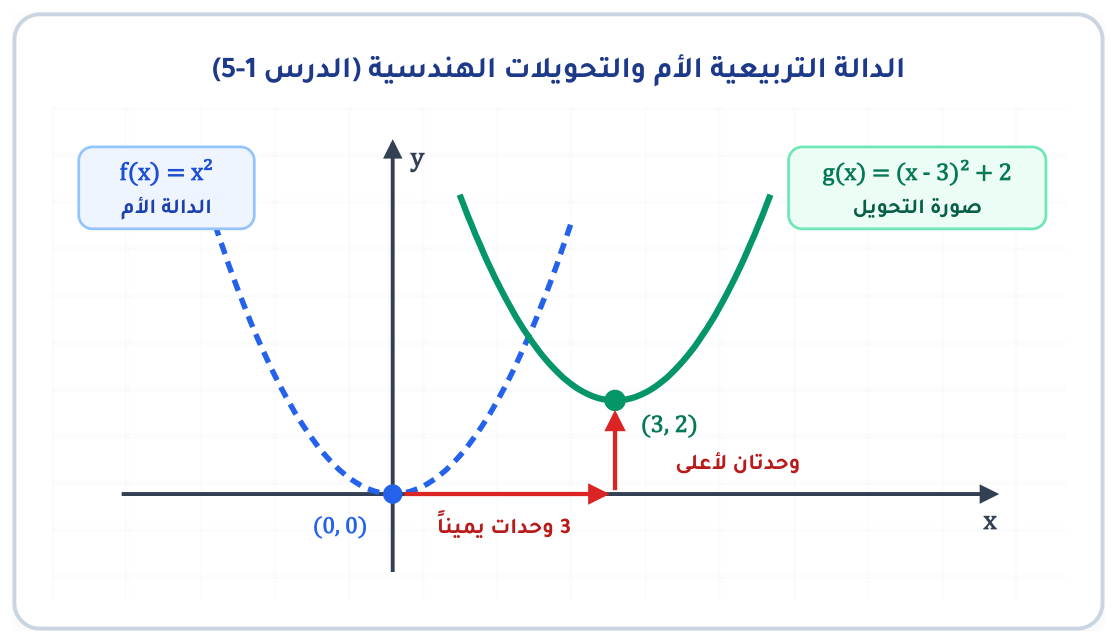 الدالة التربيعية الأم والتحويلات الهندسية (الدرس 1-5)
y
f(x) = x²
الدالة الأم
g(x) = (x - 3)² + 2
صورة التحويل
(3, 2)
وحدتان لأعلى
(0, 0)
3 وحدات يميناً
x